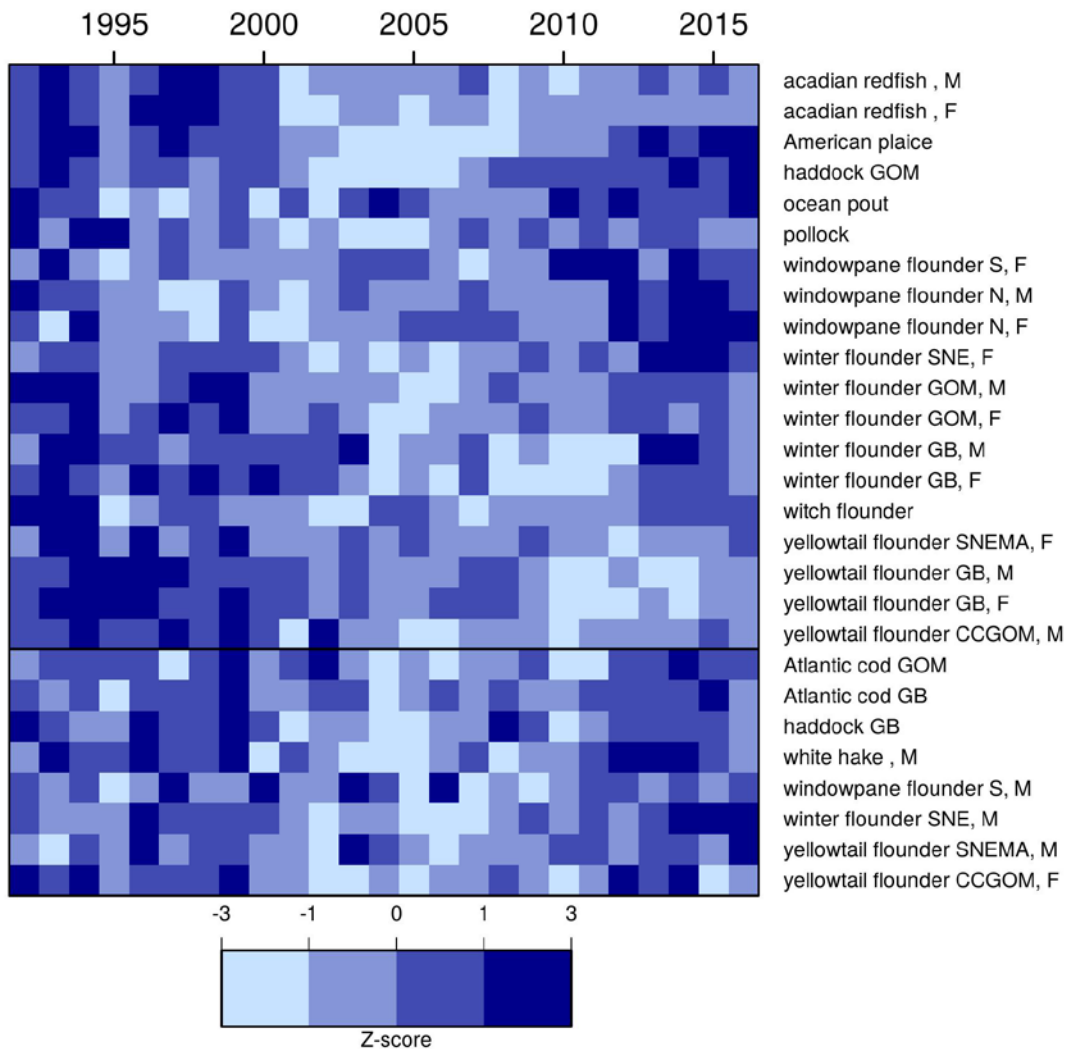 1995 2000 2005 2010 2015
acadian redfish , M
acadian redfish , F
American plaice
haddock GOM
ocean pout
pollock
windowpane flounder S, F
windowpane flounder N, M
windowpane flounder N, F
winter flounder SNE, F
winter flounder GOM, M
winter flounder GOM, F
winter flounder GB, M
winter flounder GB, F
witch flounder
yellowtail flounder SNEMA, F
yellowtail flounder GB, M
yellowtail flounder GB, F
yellowtail flounder CCGOM, M
Atlantic cod GOM
Atlantic cod GB
haddock GB
white hake , M
windowpane flounder S, M
winter flounder SNE, M
yellowtail flounder SNEMA, M
yellowtail flounder CCGOM, F
-3 -1 0 1 3
Z-score